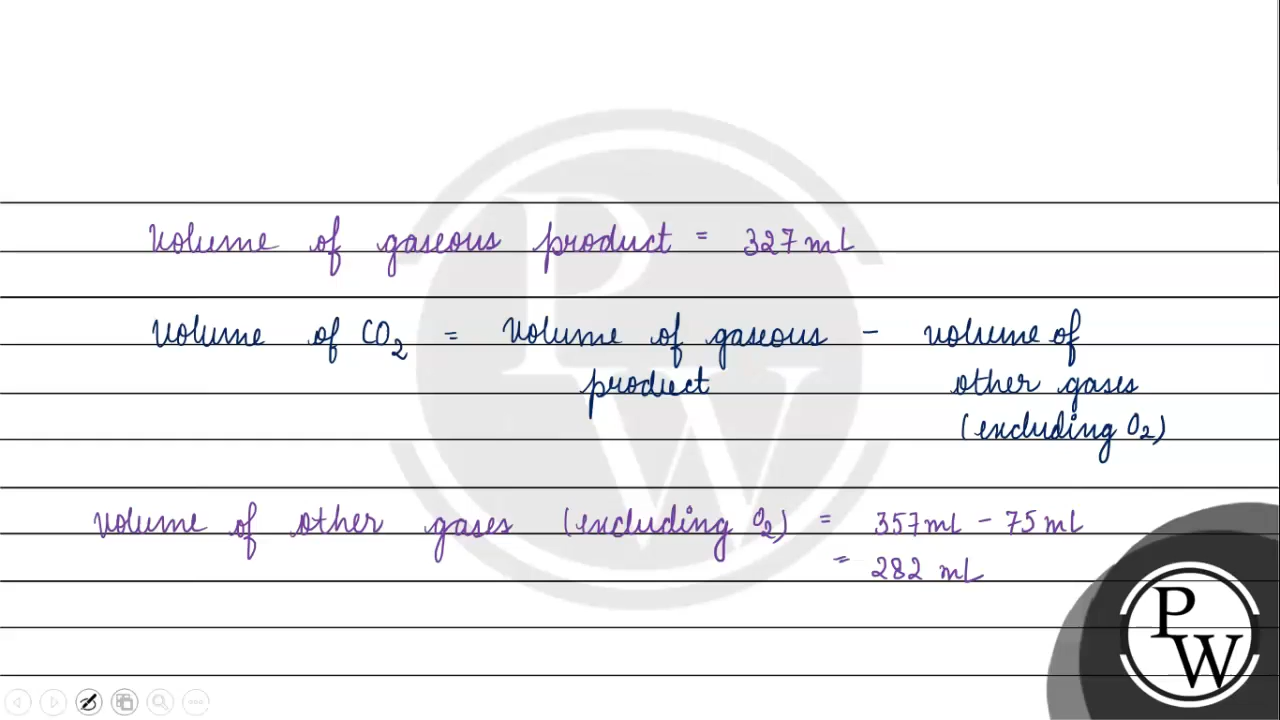 volume of gaseous product = 327 mL
volume of CO2 = volume of gaseous - volume of
product other gases
(excluding O2)
volume of other gases (excluding O2) = 357 mL - 75 mL
= 282 mL
P
W
P
W